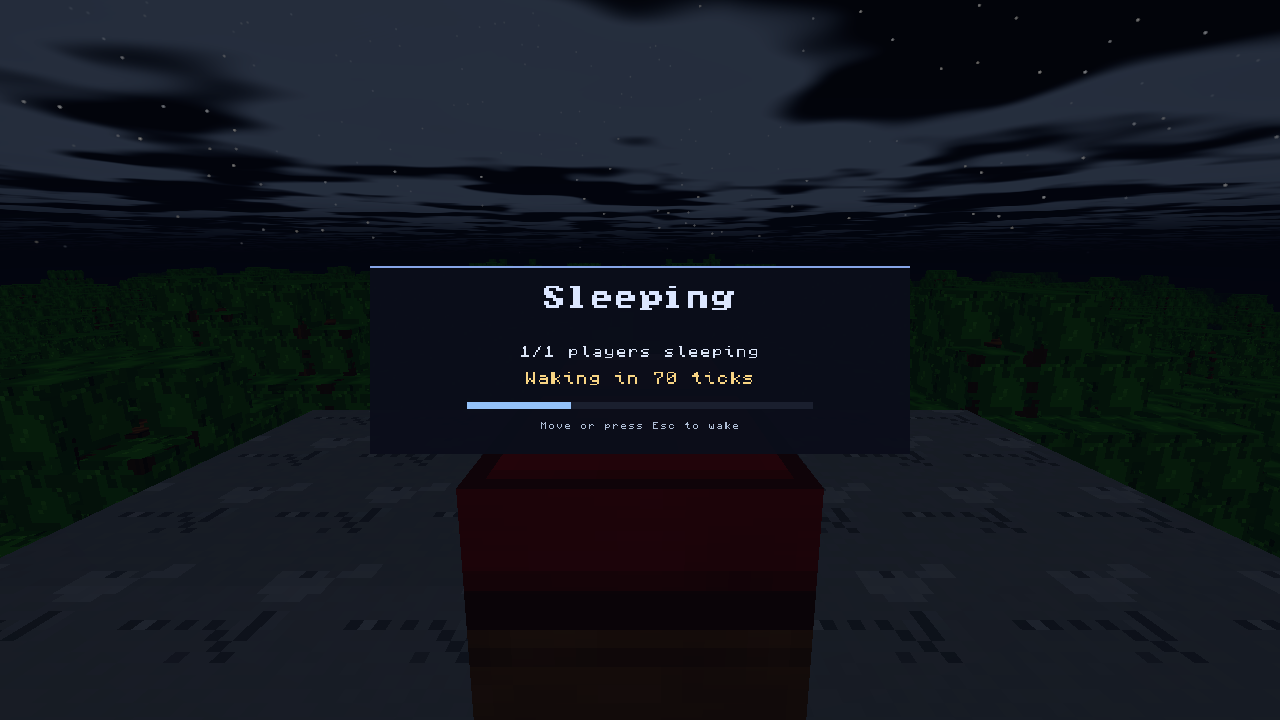 Sleeping
1/1 players sleeping
Waking in 70 ticks
Move or press Esc to wake